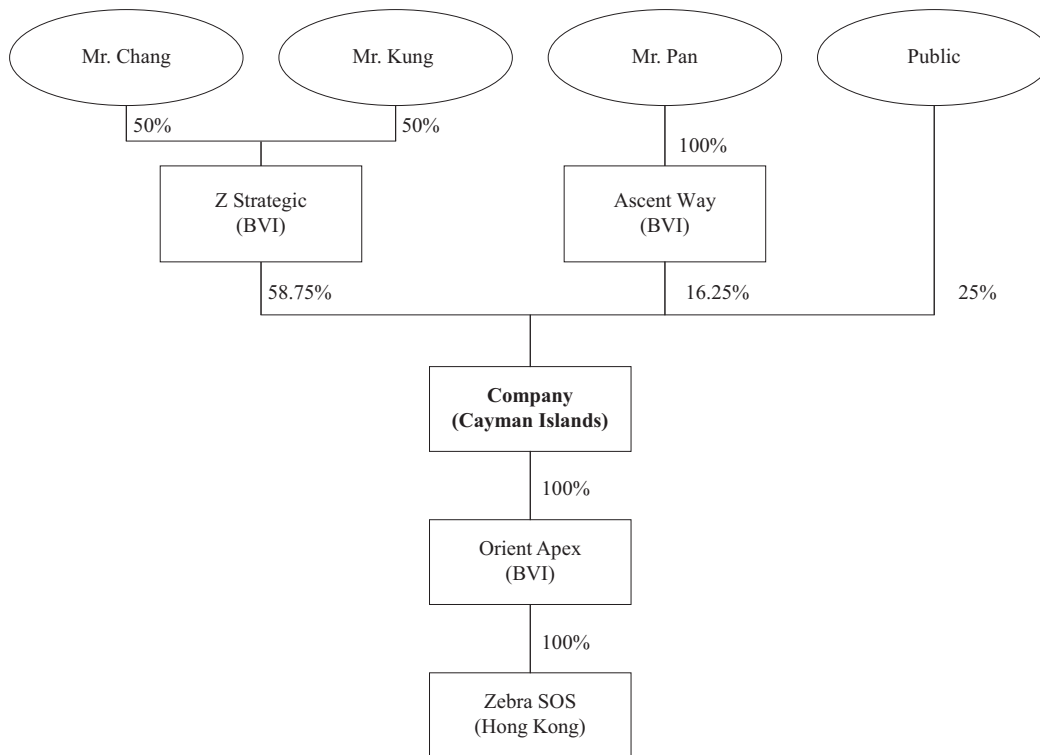 Mr. Chang
Mr. Kung
Mr. Pan
Public
50%
50%
100%
Z Strategic
(BVI)
Ascent Way
(BVI)
58.75%
16.25%
25%
Company
(Cayman Islands)
100%
Orient Apex
(BVI)
100%
Zebra SOS
(Hong Kong)